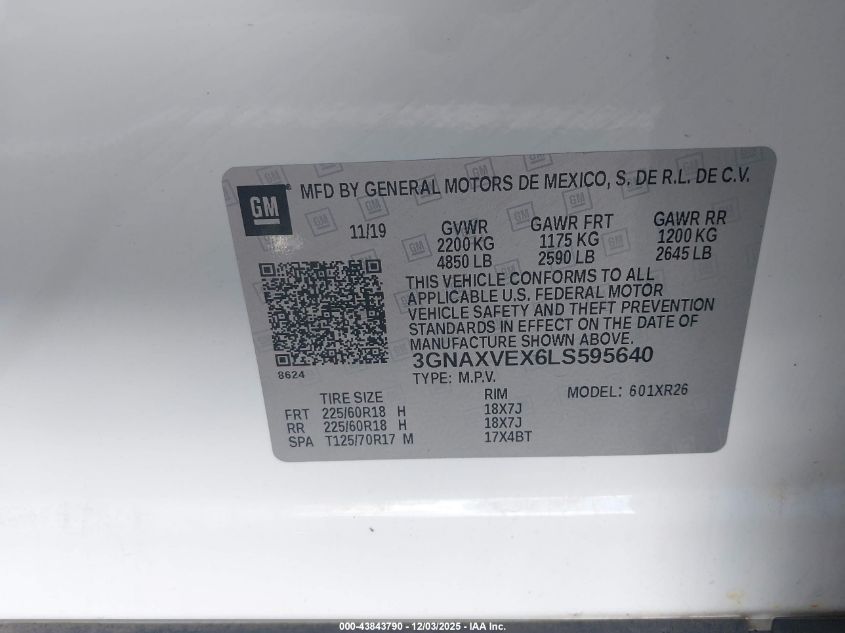 GM
® MFD BY GENERAL MOTORS DE MEXICO, S. DE R.L. DE C.V.
11/19 GVWR GAWR FRT GAWR RR
2200 KG 1175 KG 1200 KG
4850 LB 2590 LB 2645 LB
THIS VEHICLE CONFORMS TO ALL
APPLICABLE U.S. FEDERAL MOTOR
VEHICLE SAFETY AND THEFT PREVENTION
STANDARDS IN EFFECT ON THE DATE OF
MANUFACTURE SHOWN ABOVE.
3GNAXVEX6LS595640
8624
TYPE: M.P.V.
TIRE SIZE RIM MODEL: 601XR26
FRT 225/60R18 H 18X7J
RR 225/60R18 H 18X7J
SPA T125/70R17 M 17X4BT
000-43843790 - 12/03/2025 - IAA Inc.